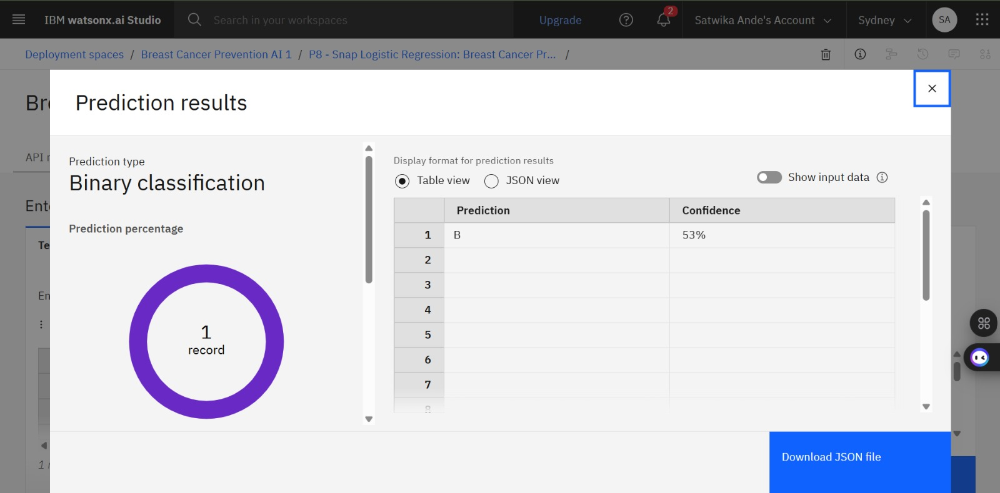 IBM watsonx.ai Studio
Search in your workspaces
Upgrade
2
Satwika Ande's Account
Sydney
SA
Deployment spaces / Breast Cancer Prevention AI 1 / P8 - Snap Logistic Regression: Breast Cancer Pr... /
Bre
Prediction results
API r
Prediction type
Binary classification
Display format for prediction results
Table view
JSON view
Show input data
Ente
Prediction percentage
Prediction
Confidence
1
B
53%
Te
2
3
En
4
5
1
record
6
7
8
1 r
Download JSON file